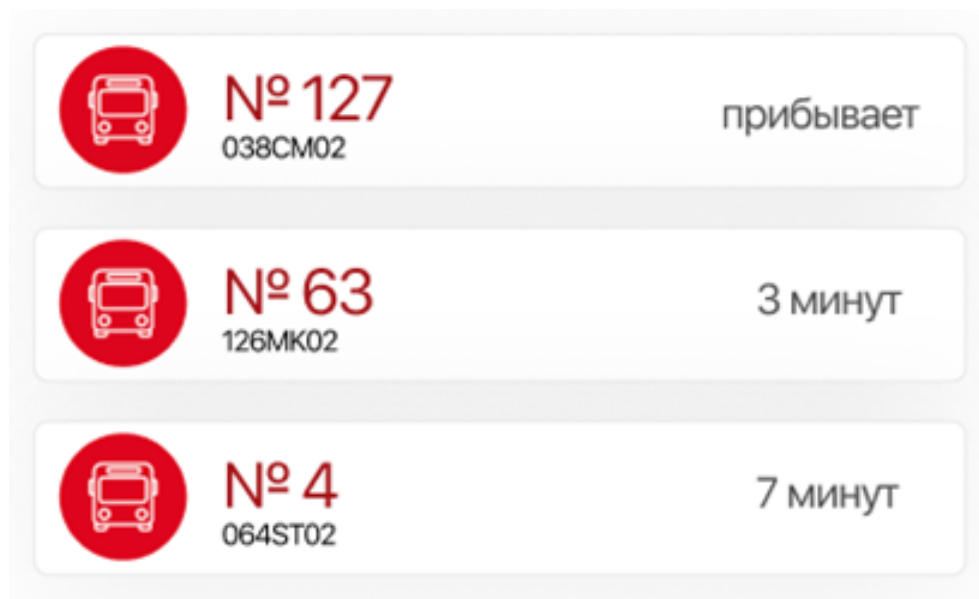 № 127
прибывает
038CM02
№ 63
3 минут
126MK02
№ 4
7 минут
064ST02